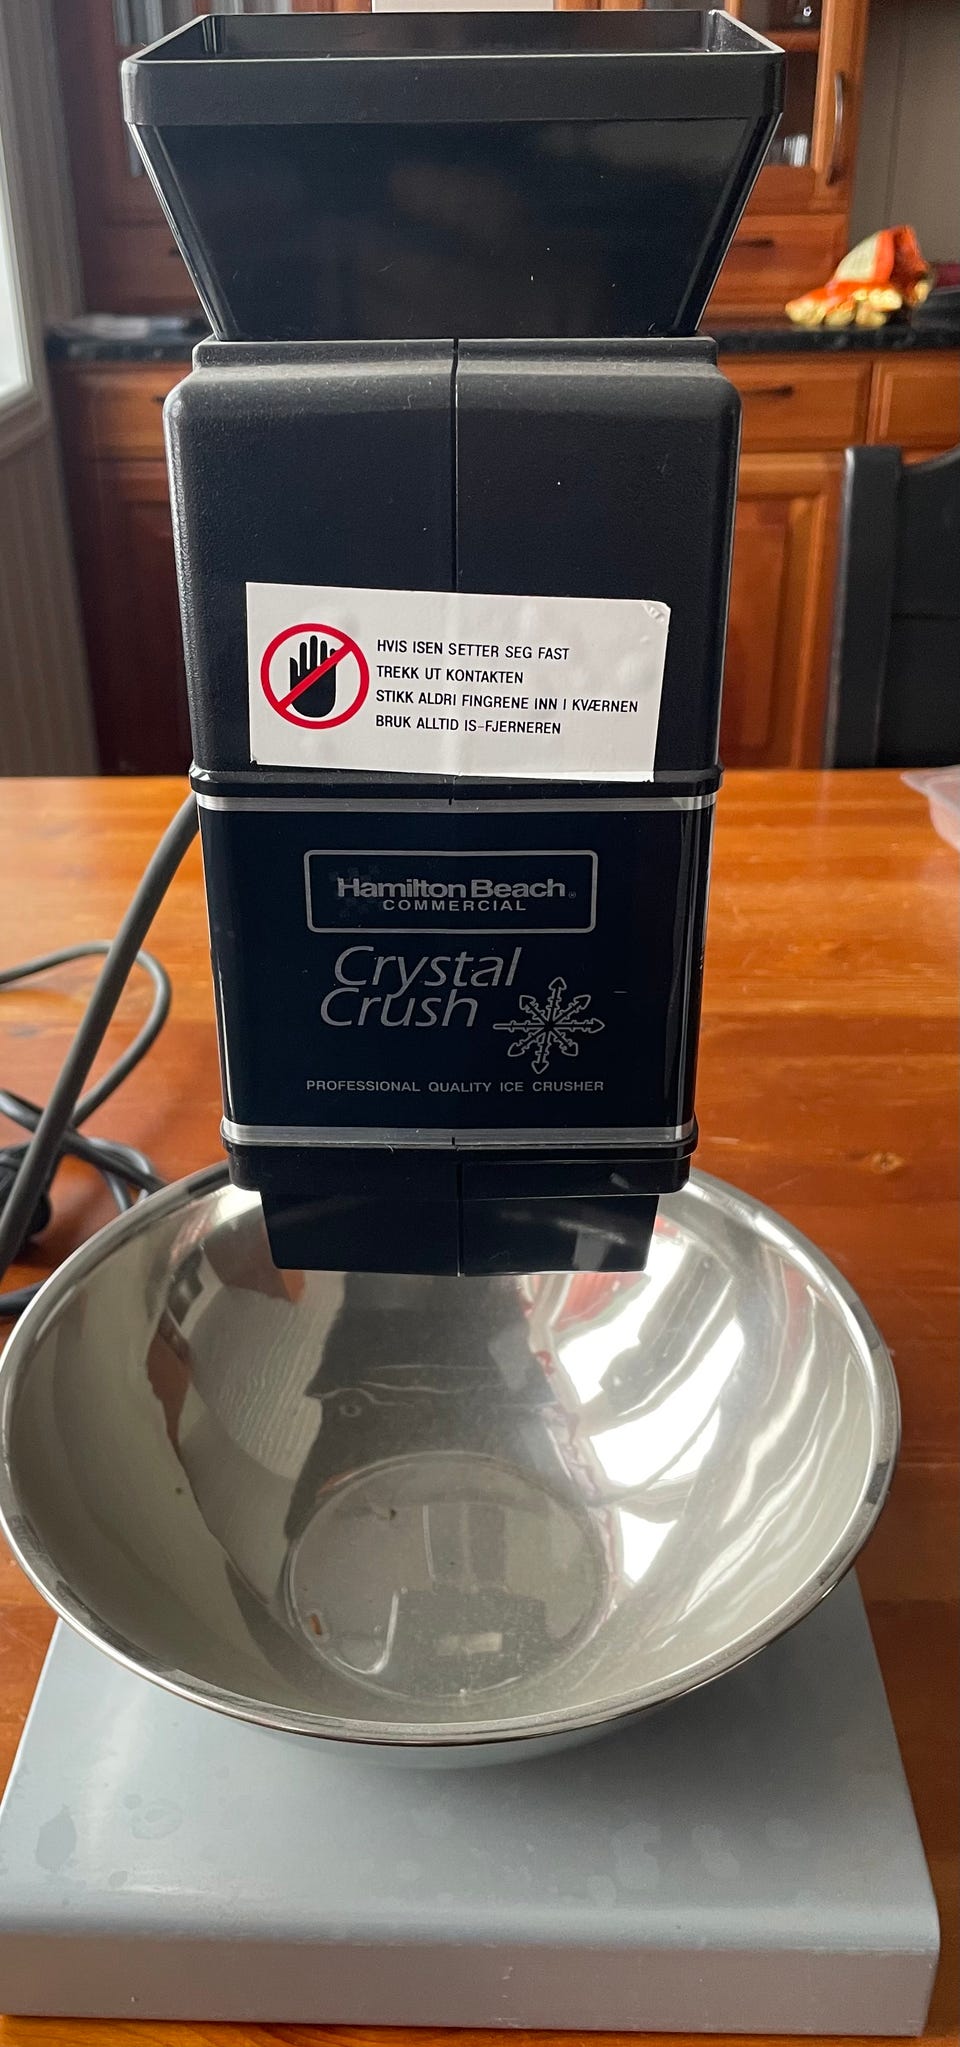 HVIS ISEN SETTER SEG FAST
TREKK UT KONTAKTEN
STIKK ALDRI FINGRENE INN I KVÆRNEN
BRUK ALLTID IS-FJERNEREN
Hamilton Beach®
COMMERCIAL
Crystal
Crush
PROFESSIONAL QUALITY ICE CRUSHER